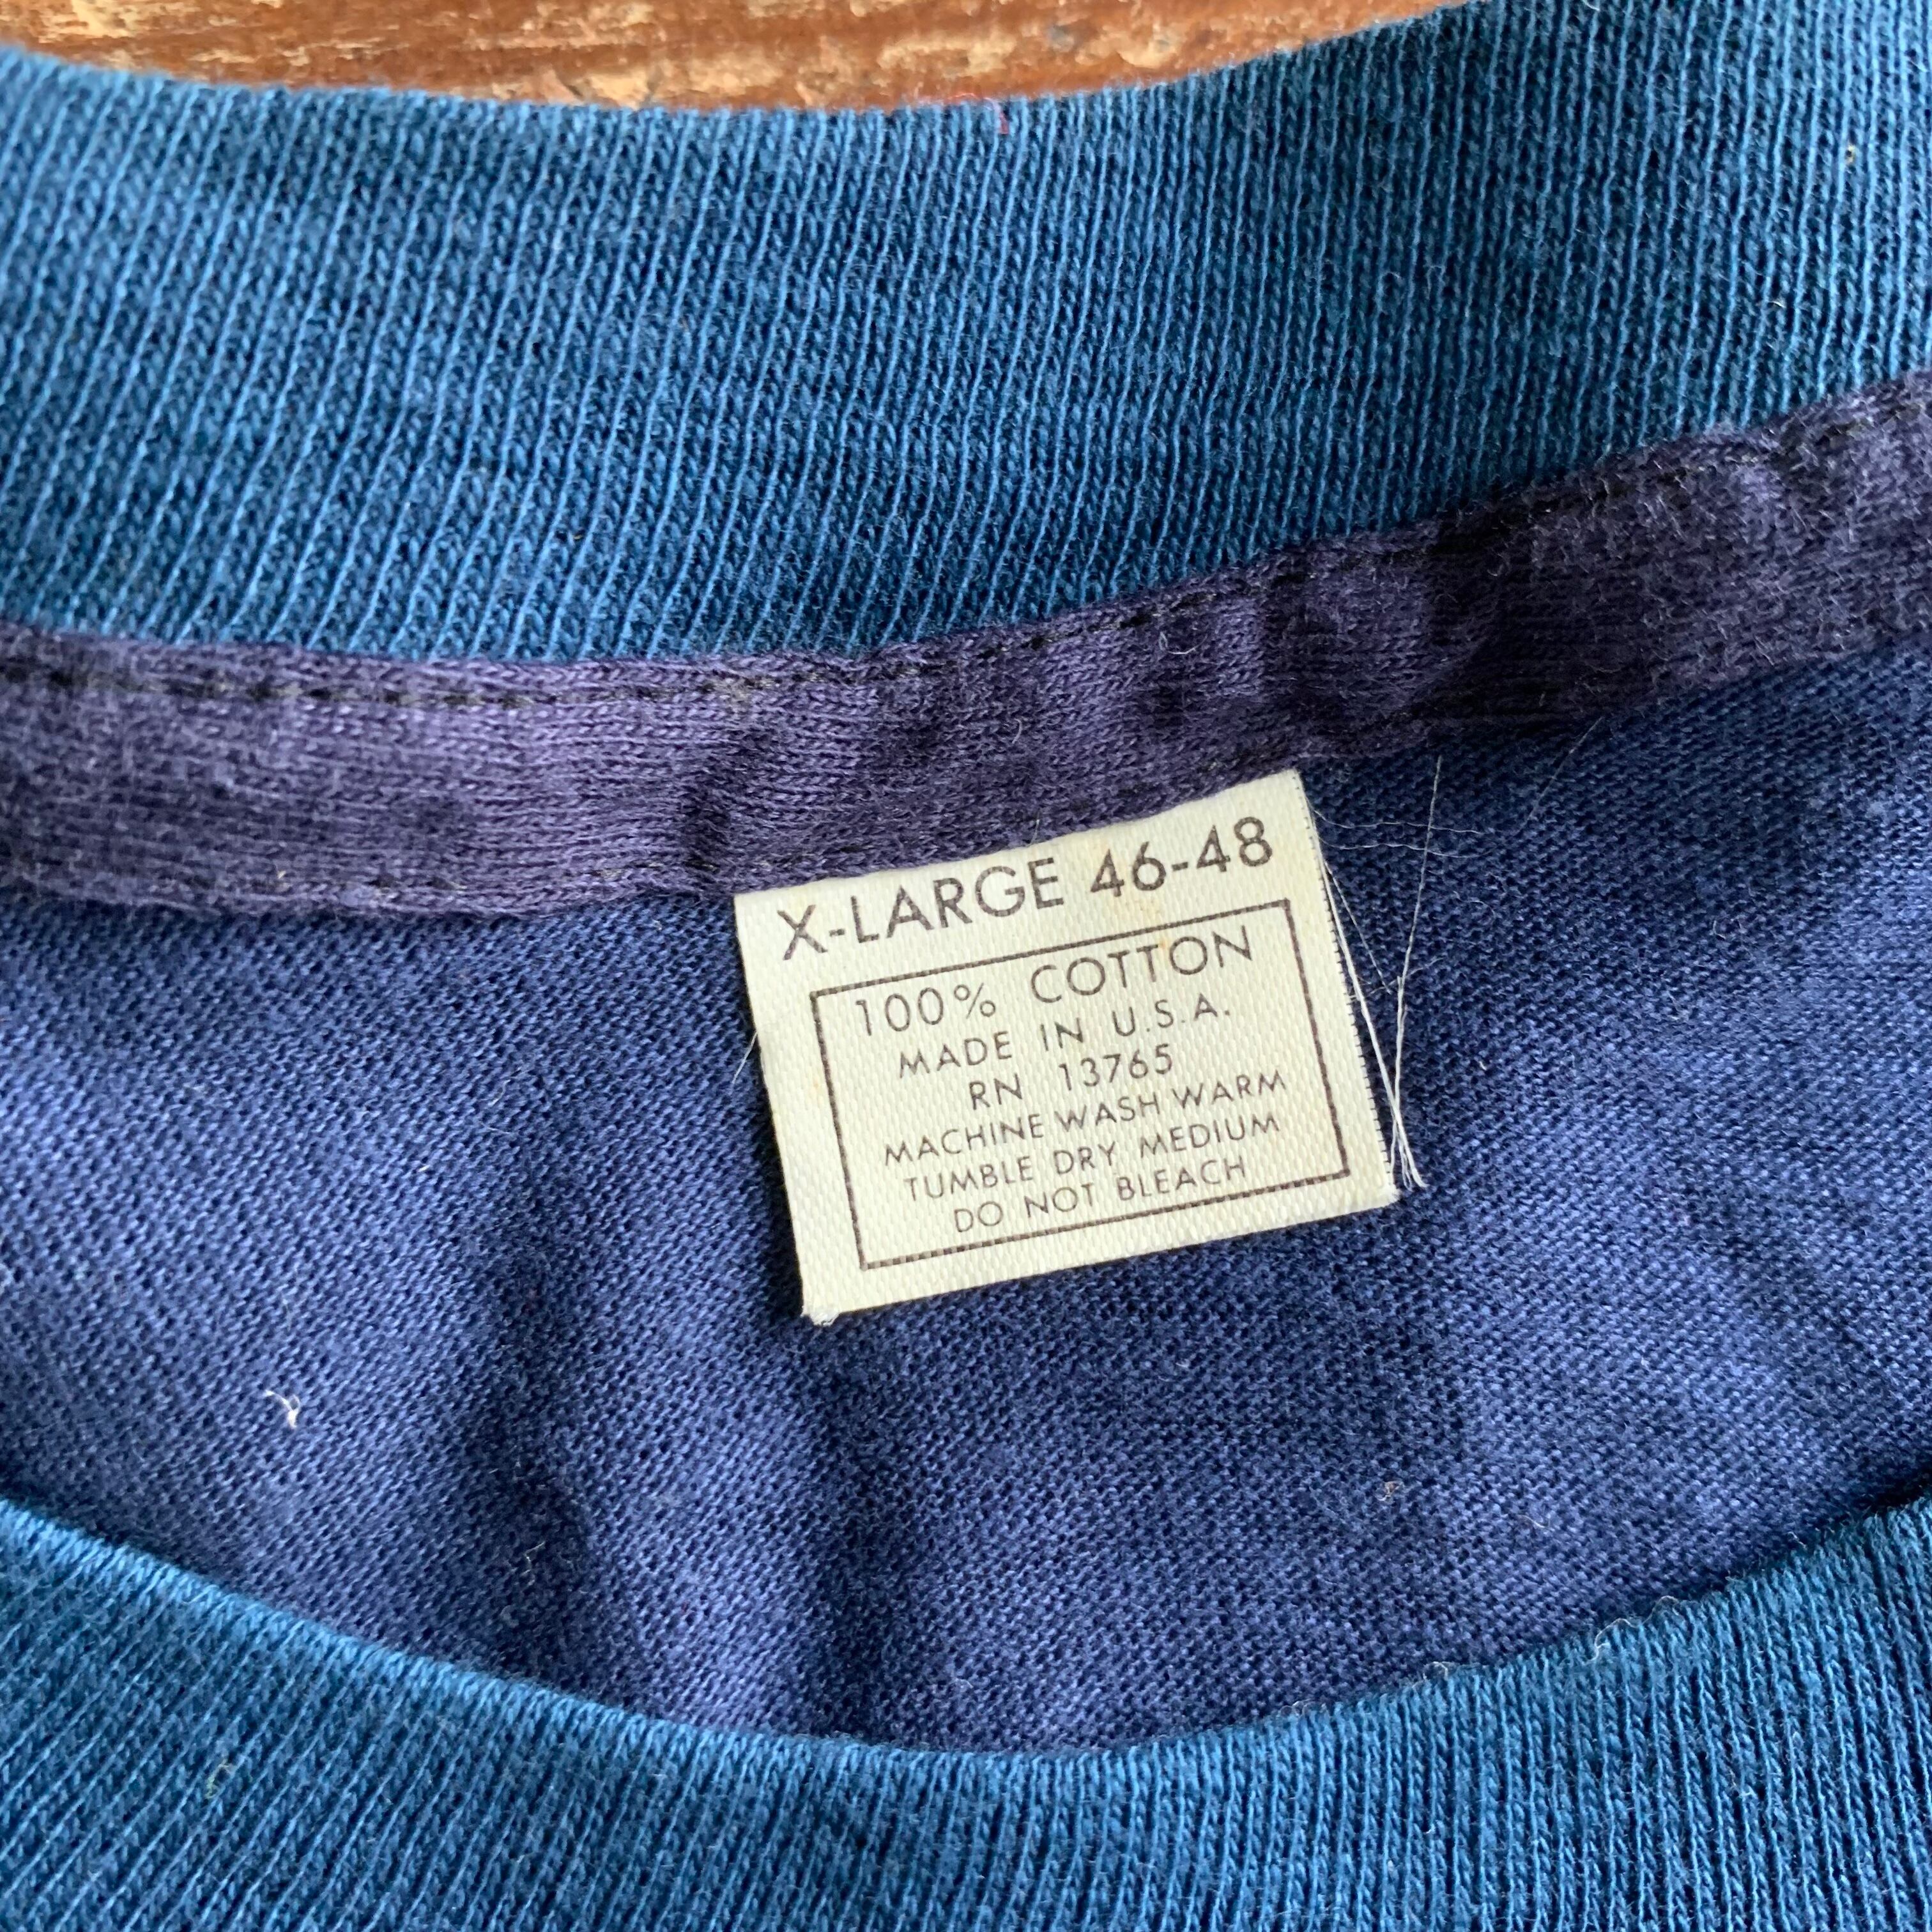 X-LARGE 46-48
100% COTTON
MADE IN U.S.A.
RN 13765
MACHINE WASH WARM
TUMBLE DRY MEDIUM
DO NOT BLEACH